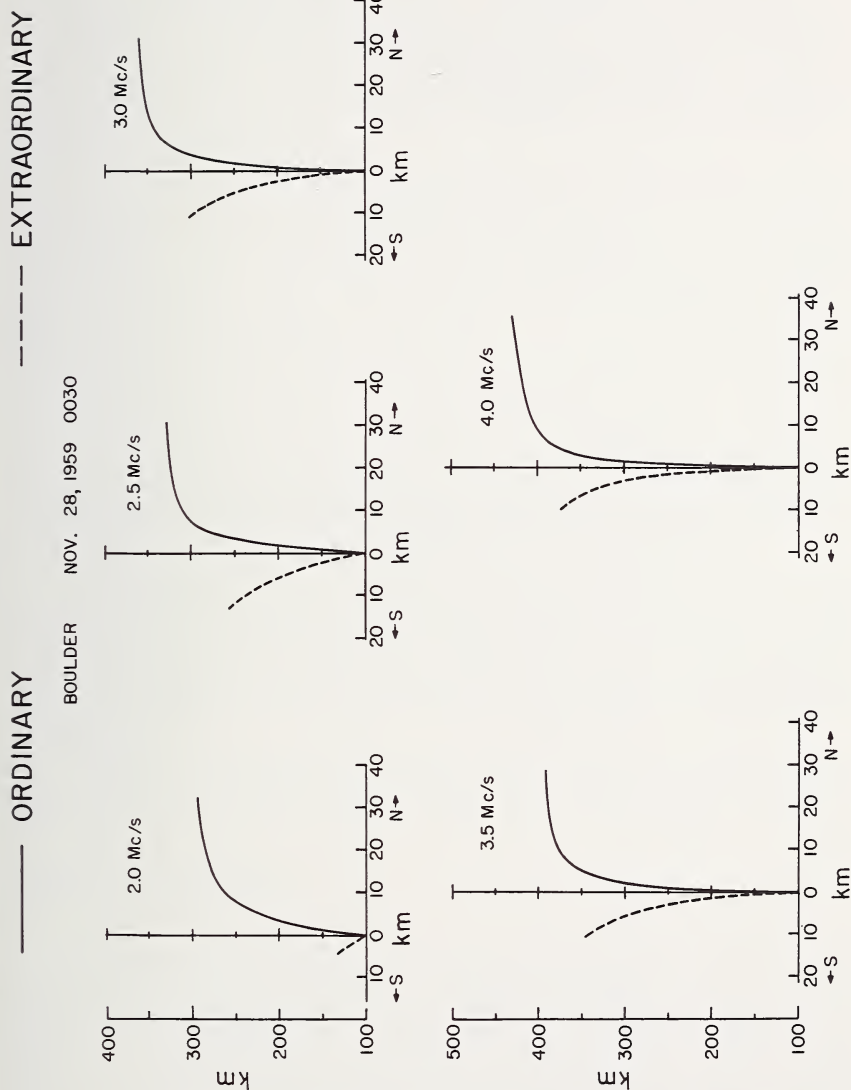 ORDINARY
EXTRAORDINARY
BOULDER NOV. 28, 1959 0030
2.0 Mc/s
2.5 Mc/s
3.0 Mc/s
400
300
200
100
km
10 0 10 20 30 40
←S km N→
20 10 0 10 20 30 40
←S km N→
20 10 0 10 20 30 40
←S km N→
3.5 Mc/s
4.0 Mc/s
500
400
300
200
100
km
20 10 0 10 20 30 40
←S km N→
20 10 0 10 20 30 40
←S km N→